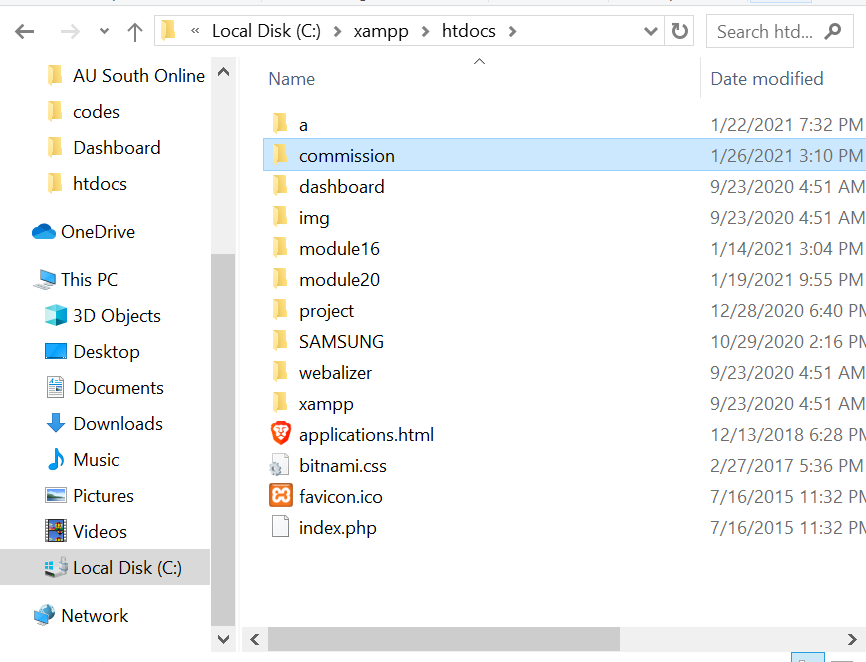 « Local Disk (C:) > xampp > htdocs >
Search htd...
AU South Online
codes
Dashboard
htdocs
OneDrive
This PC
3D Objects
Desktop
Documents
Downloads
Music
Pictures
Videos
Local Disk (C:)
Network
Name Date modified
a 1/22/2021 7:32 PM
commission 1/26/2021 3:10 PM
dashboard 9/23/2020 4:51 AM
img 9/23/2020 4:51 AM
module16 1/14/2021 3:04 PM
module20 1/19/2021 9:55 PM
project 12/28/2020 6:40 PM
SAMSUNG 10/29/2020 2:16 PM
webalizer 9/23/2020 4:51 AM
xampp 9/23/2020 4:51 AM
applications.html 12/13/2018 6:28 PM
bitnami.css 2/27/2017 5:36 PM
favicon.ico 7/16/2015 11:32 PM
index.php 7/16/2015 11:32 PM